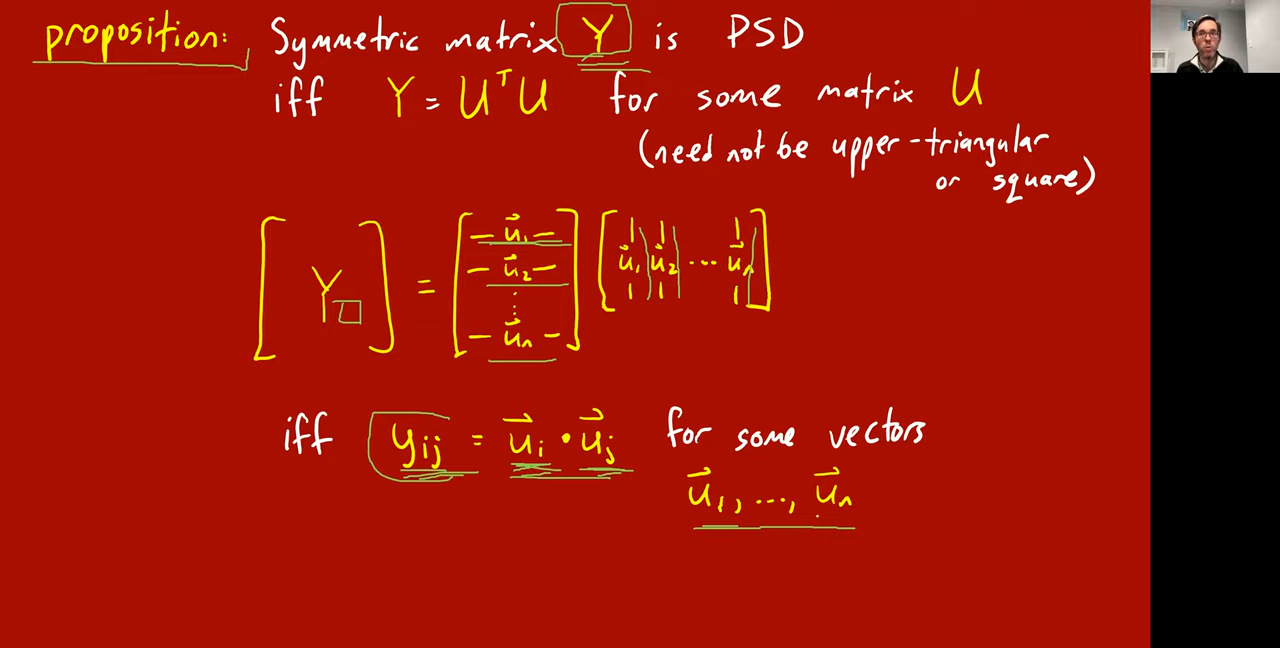 proposition: Symmetric matrix Y is PSD
iff Y = UᵀU for some matrix U
(need not be upper-triangular
or square)
[ Y ] = [ — u⃗₁ — — u⃗₂ — ⋮ — u⃗ₙ — ] [ | u⃗₁ | | u⃗₂ | ... | u⃗ₙ | ]
iff yᵢⱼ = u⃗ᵢ • u⃗ⱼ for some vectors
u⃗₁, ..., u⃗ₙ